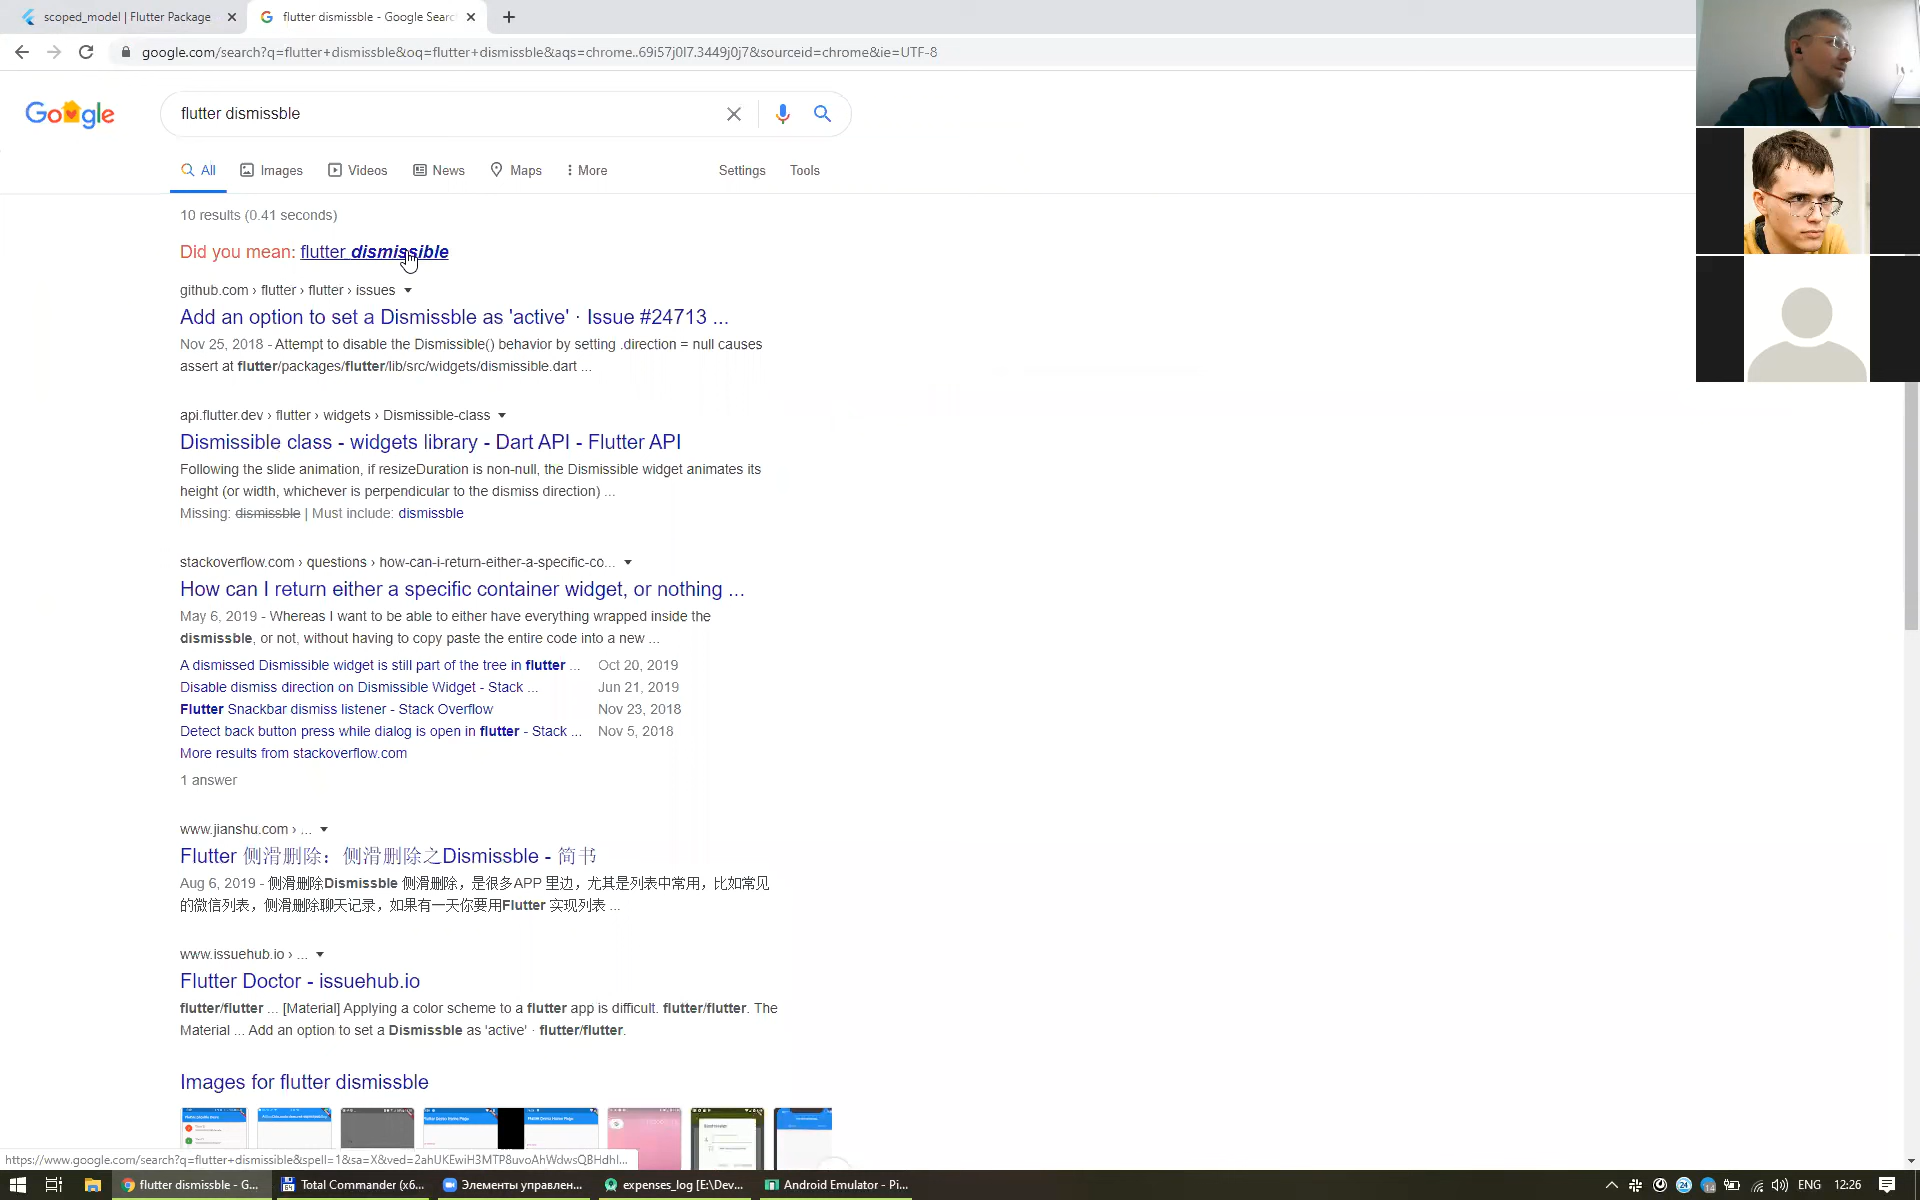 scoped_model | Flutter Package
flutter dismissble - Google Searc
google.com/search?q=flutter+dismissble&oq=flutter+dismissble&aqs=chrome..69i57j0l7.3449j0j7&sourceid=chrome&ie=UTF-8
Google
flutter dismissble
All Images Videos News Maps More Settings Tools
10 results (0.41 seconds)
Did you mean: flutter dismissible
github.com › flutter › flutter › issues
Add an option to set a Dismissble as 'active' · Issue #24713 ...
Nov 25, 2018 - Attempt to disable the Dismissible() behavior by setting .direction = null causes
assert at flutter/packages/flutter/lib/src/widgets/dismissible.dart ...
api.flutter.dev › flutter › widgets › Dismissible-class
Dismissible class - widgets library - Dart API - Flutter API
Following the slide animation, if resizeDuration is non-null, the Dismissible widget animates its
height (or width, whichever is perpendicular to the dismiss direction) ...
Missing: dismissble | Must include: dismissble
stackoverflow.com › questions › how-can-i-return-either-a-specific-co...
How can I return either a specific container widget, or nothing ...
May 6, 2019 - Whereas I want to be able to either have everything wrapped inside the
dismissble, or not, without having to copy paste the entire code into a new ...
A dismissed Dismissible widget is still part of the tree in flutter ... Oct 20, 2019
Disable dismiss direction on Dismissible Widget - Stack ... Jun 21, 2019
Flutter Snackbar dismiss listener - Stack Overflow Nov 23, 2018
Detect back button press while dialog is open in flutter - Stack ... Nov 5, 2018
More results from stackoverflow.com
1 answer
www.jianshu.com › ...
Flutter 侧滑删除：侧滑删除之Dismissble - 简书
Aug 6, 2019 - 侧滑删除Dismissble 侧滑删除，是很多APP 里边，尤其是列表中常用，比如常见
的微信列表，侧滑删除聊天记录，如果有一天你要用Flutter 实现列表 ...
www.issuehub.io › ...
Flutter Doctor - issuehub.io
flutter/flutter ... [Material] Applying a color scheme to a flutter app is difficult. flutter/flutter. The
Material ... Add an option to set a Dismissble as 'active' · flutter/flutter.
Images for flutter dismissble
https://www.google.com/search?q=flutter+dismissible&spell=1&sa=X&ved=2ahUKEwiH3MTP8uvoAhWdwsQBHdhI...
flutter dismissble - G...
Total Commander (x6...
Элементы управлен...
expenses_log [E:\Dev...
Android Emulator - Pi...
24
14
ENG
12:26